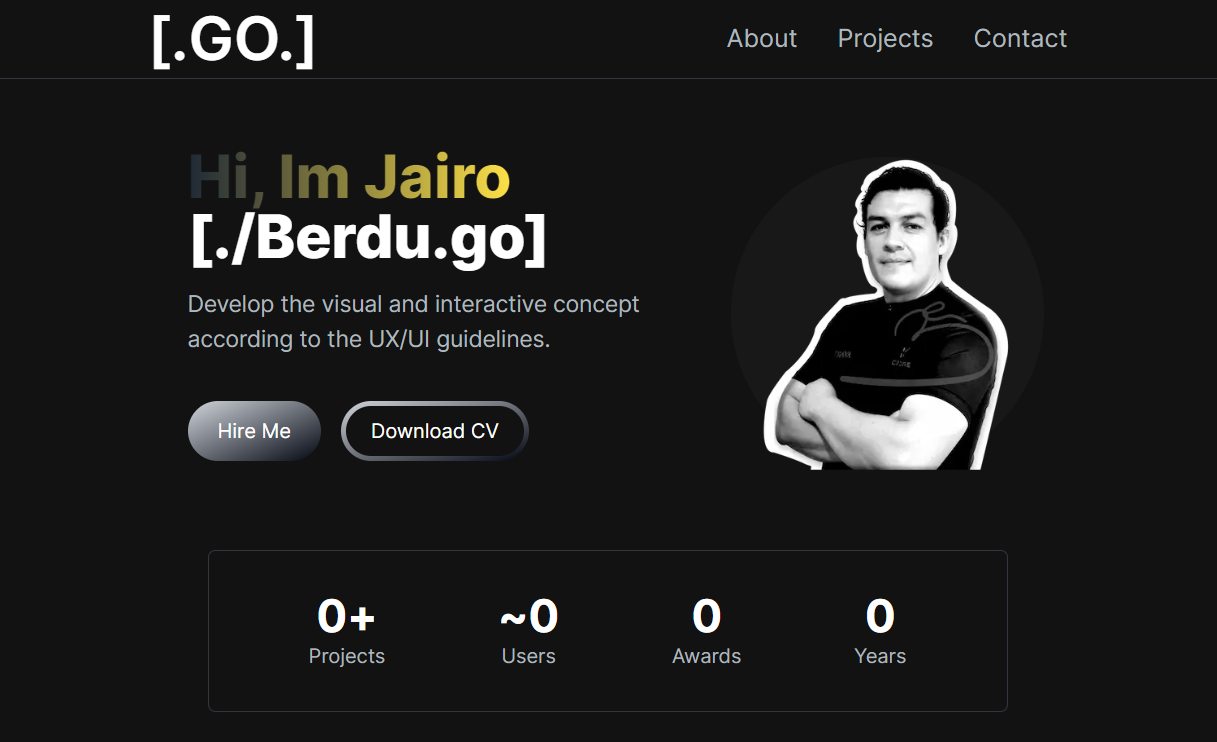 [.GO.]
About Projects Contact
Hi, Im Jairo
[./Berdu.go]
Develop the visual and interactive concept
according to the UX/UI guidelines.
Hire Me Download CV
0+ ~0 0 0
Projects Users Awards Years